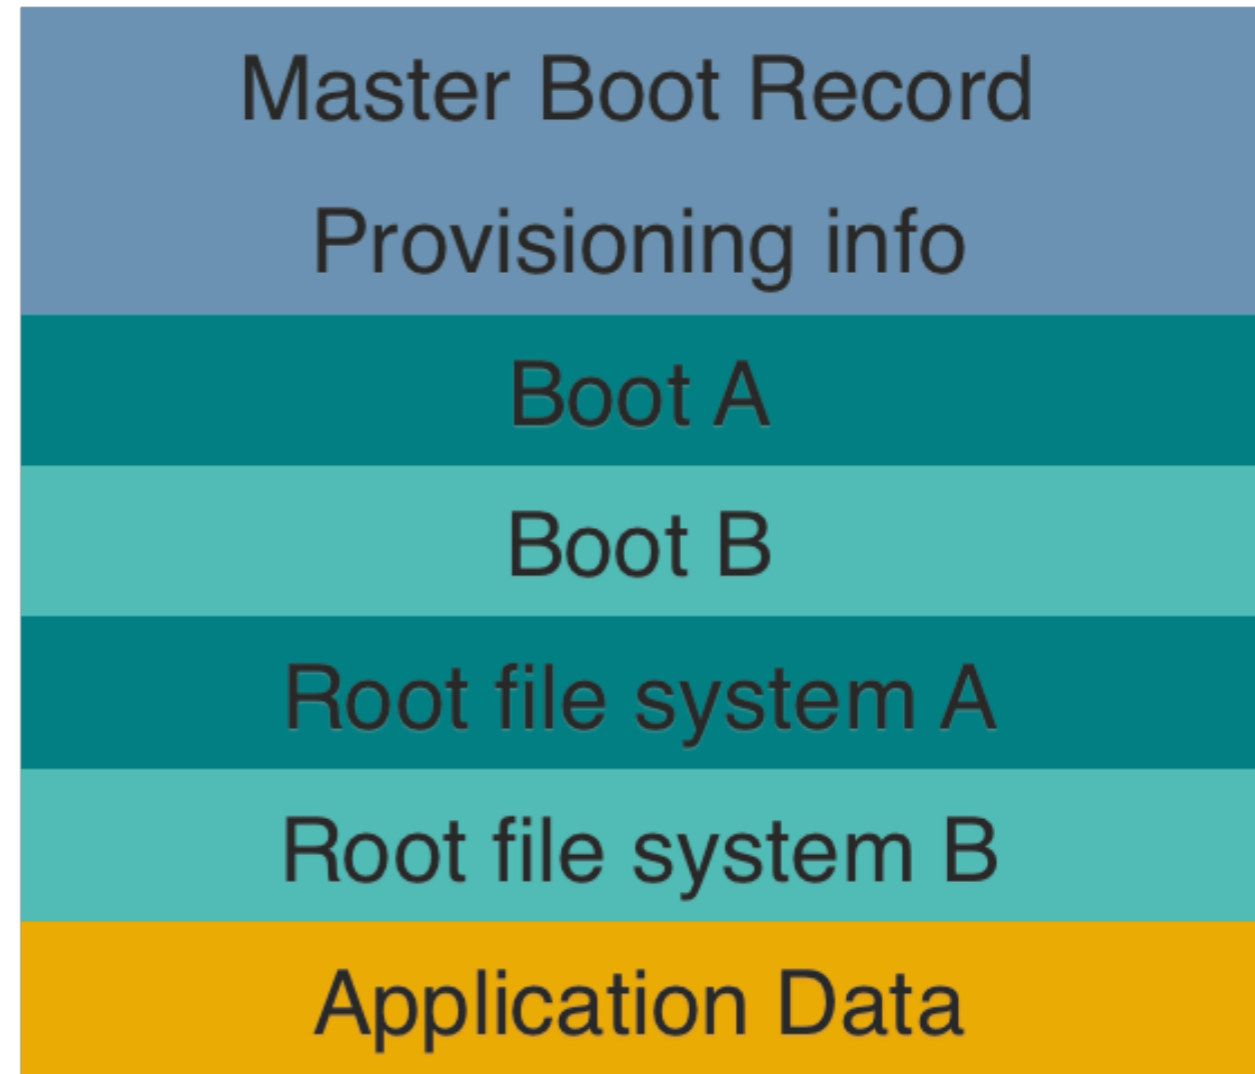 Master Boot Record
Provisioning info
Boot A
Boot B
Root file system A
Root file system B
Application Data